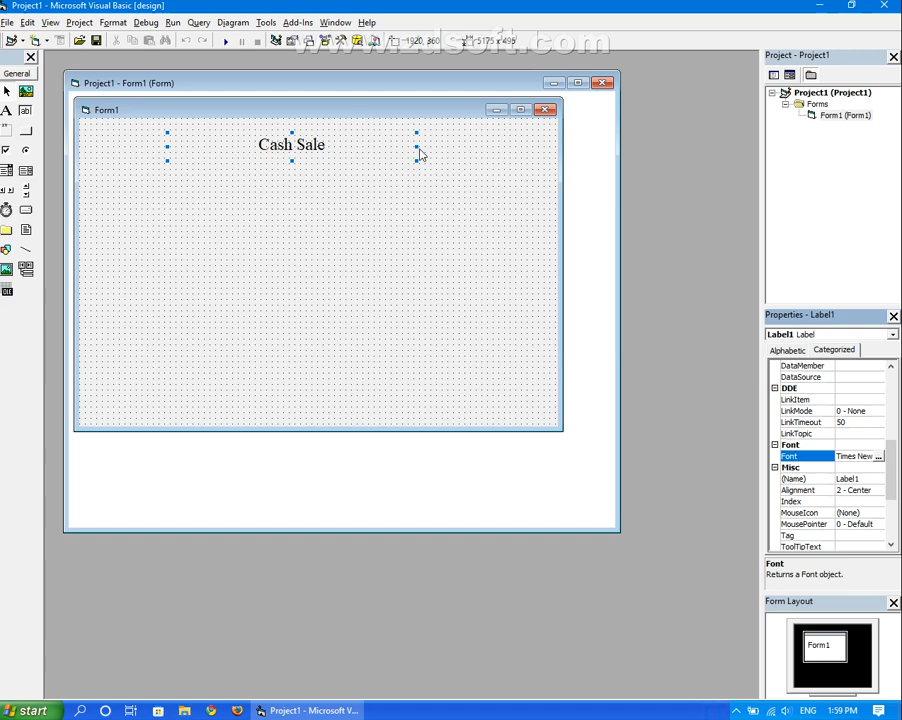 Project1 - Microsoft Visual Basic [design]
File Edit View Project Format Debug Run Query Diagram Tools Add-Ins Window Help
1920, 360
5175 x 495
General
Project1 - Form1 (Form)
Form1
Cash Sale
Project - Project1
Project1 (Project1)
Forms
Form1 (Form1)
Properties - Label1
Label1 Label
Alphabetic Categorized
DataMember
DataSource
DDE
LinkItem
LinkMode 0 - None
LinkTimeout 50
LinkTopic
Font
Font Times New ...
Misc
(Name) Label1
Alignment 2 - Center
Index
MouseIcon (None)
MousePointer 0 - Default
Tag
ToolTipText
Font
Returns a Font object.
Form Layout
Form1
start
Project1 - Microsoft V...
ENG
1:59 PM